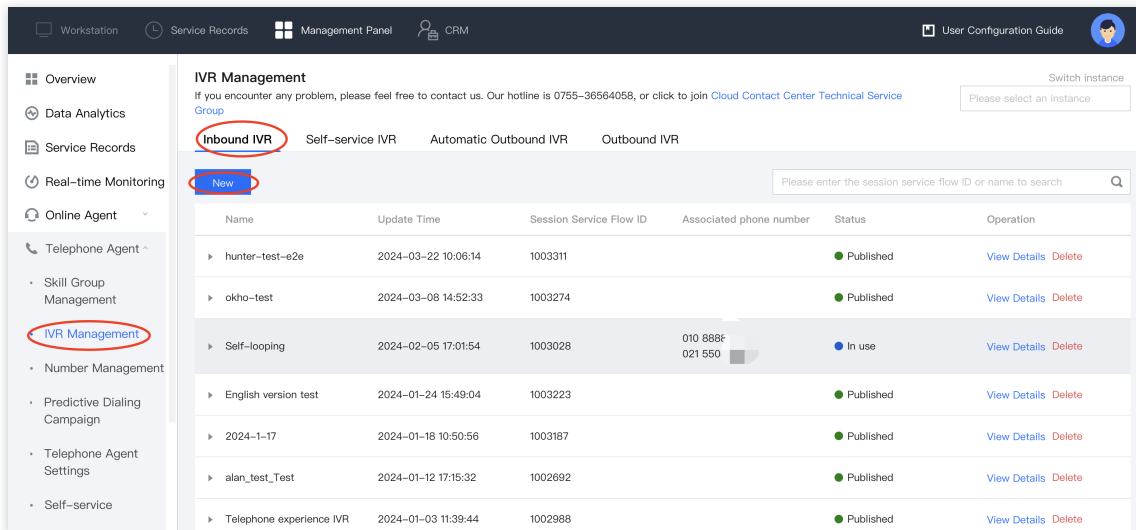 Workstation
Service Records
Management Panel
CRM
User Configuration Guide
Overview
Data Analytics
Service Records
Real-time Monitoring
Online Agent
Telephone Agent
Skill Group
Management
IVR Management
Number Management
Predictive Dialing
Campaign
Telephone Agent
Settings
Self-service
IVR Management
Switch instance
If you encounter any problem, please feel free to contact us. Our hotline is 0755-36564058, or click to join Cloud Contact Center Technical Service
Group
Please select an instance
Inbound IVR
Self-service IVR
Automatic Outbound IVR
Outbound IVR
New
Please enter the session service flow ID or name to search
Name Update Time Session Service Flow ID Associated phone number Status Operation
hunter-test-e2e 2024-03-22 10:06:14 1003311 Published View Details Delete
okho-test 2024-03-08 14:52:33 1003274 Published View Details Delete
Self-looping 2024-02-05 17:01:54 1003028 010 In use View Details Delete
021 550
English version test 2024-01-24 15:49:04 1003223 Published View Details Delete
2024-1-17 2024-01-18 10:50:56 1003187 Published View Details Delete
alan_test_Test 2024-01-12 17:15:32 1002692 Published View Details Delete
Telephone experience IVR 2024-01-03 11:39:44 1002988 Published View Details Delete